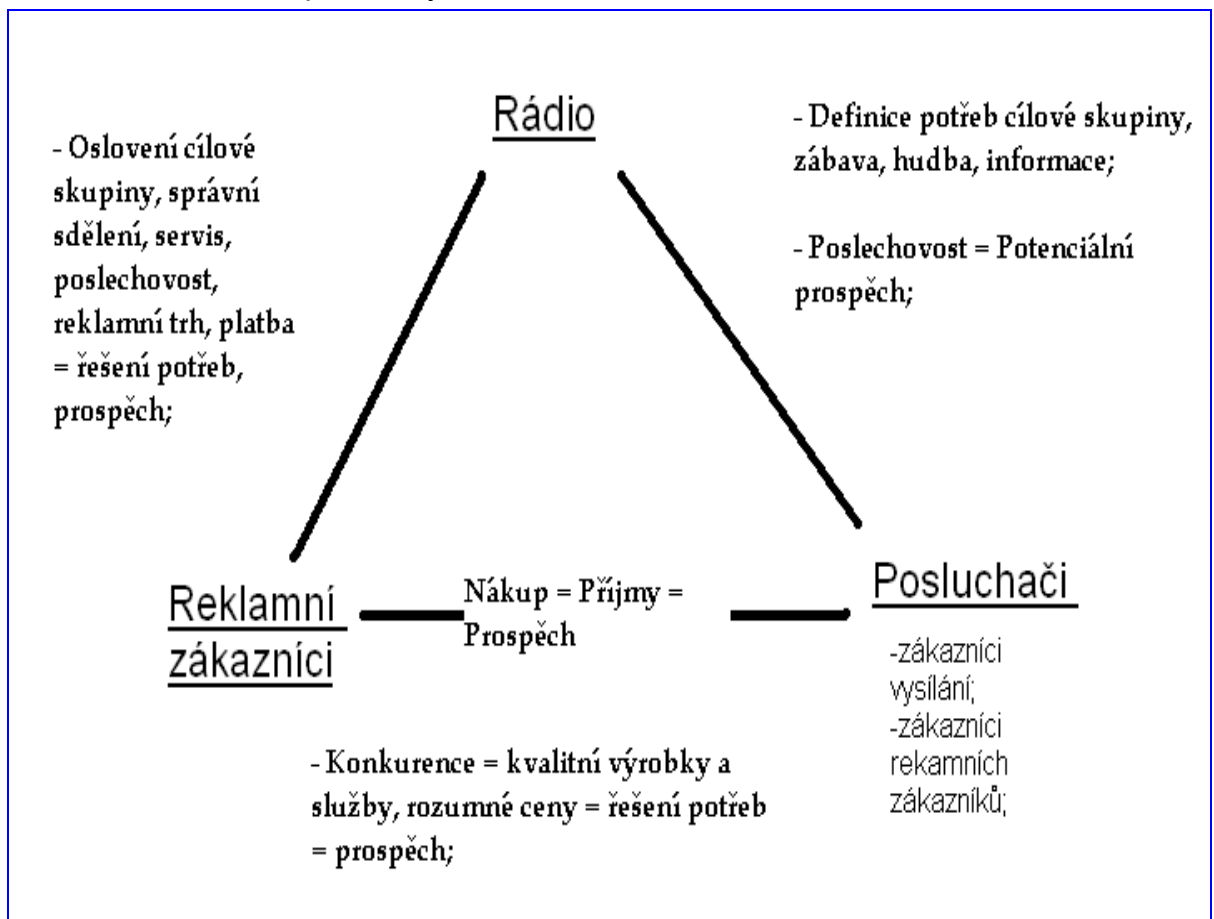 Rádio
- Oslovení cílové
skupiny, správní
sdělení, servis,
poslechovost,
reklamní trh, platba
= řešení potřeb,
prospěch;
- Definice potřeb cílové skupiny,
zábava, hudba, informace;
- Poslechovost = Potenciální
prospěch;
Reklamní
zákazníci
Nákup = Příjmy =
Prospěch
Posluchači
-zákazníci
vysílání;
-zákazníci
rekamních
zákazníků;
- Konkurence = kvalitní výrobky a
služby, rozumné ceny = řešení potřeb
= prospěch;